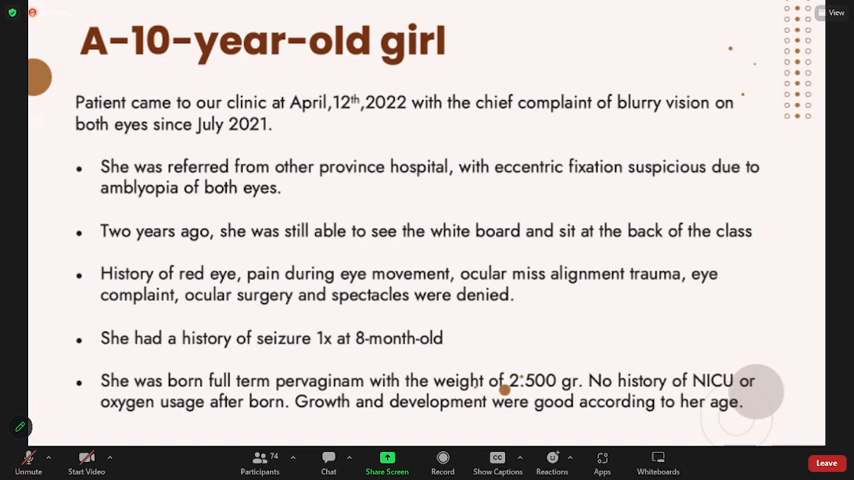 View
A-10-year-old girl
Patient came to our clinic at April,12th,2022 with the chief complaint of blurry vision on
both eyes since July 2021.
• She was referred from other province hospital, with eccentric fixation suspicious due to
amblyopia of both eyes.
• Two years ago, she was still able to see the white board and sit at the back of the class
• History of red eye, pain during eye movement, ocular miss alignment trauma, eye
complaint, ocular surgery and spectacles were denied.
• She had a history of seizure 1x at 8-month-old
• She was born full term pervaginam with the weight of 2:500 gr. No history of NICU or
oxygen usage after born. Growth and development were good according to her age.
Unmute
Start Video
Participants
74
Chat
Share Screen
Record
CC
Show Captions
Reactions
Apps
Whiteboards
Leave